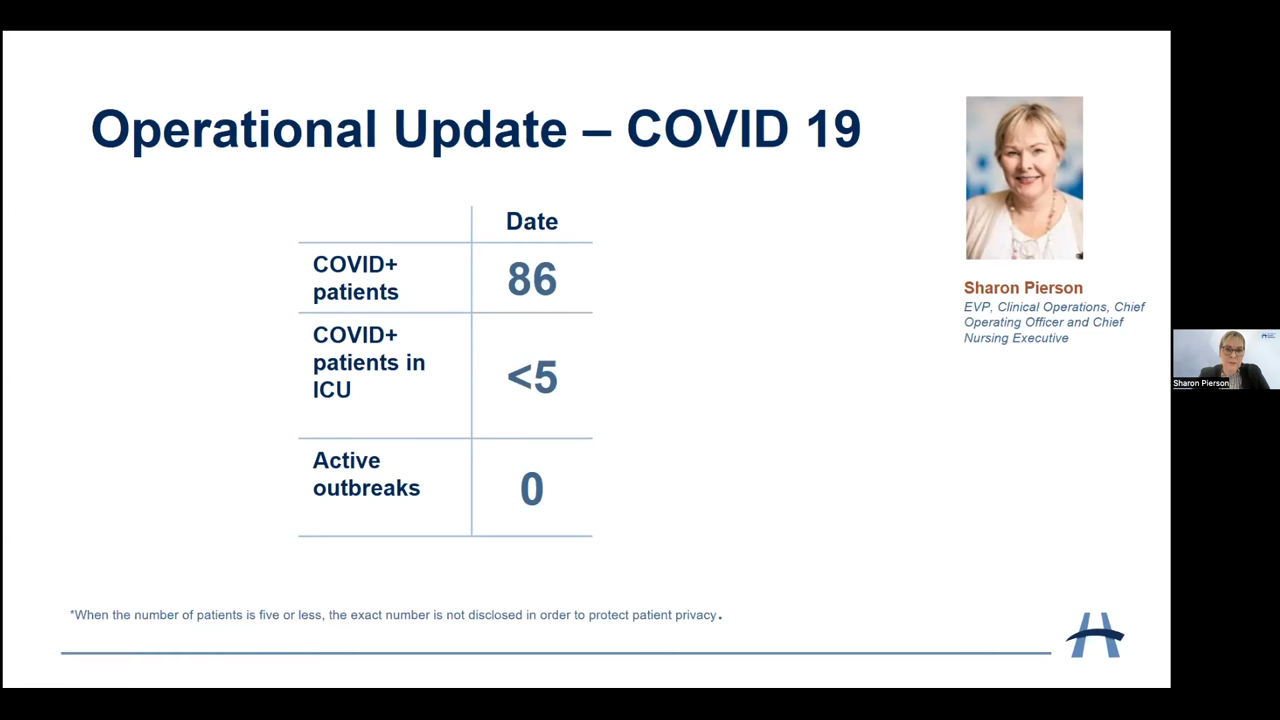 Operational Update – COVID 19
Date
COVID+
patients
86
COVID+
patients in
ICU
<5
Active
outbreaks
0
Sharon Pierson
EVP, Clinical Operations, Chief
Operating Officer and Chief
Nursing Executive
*When the number of patients is five or less, the exact number is not disclosed in order to protect patient privacy.
Sharon Pierson